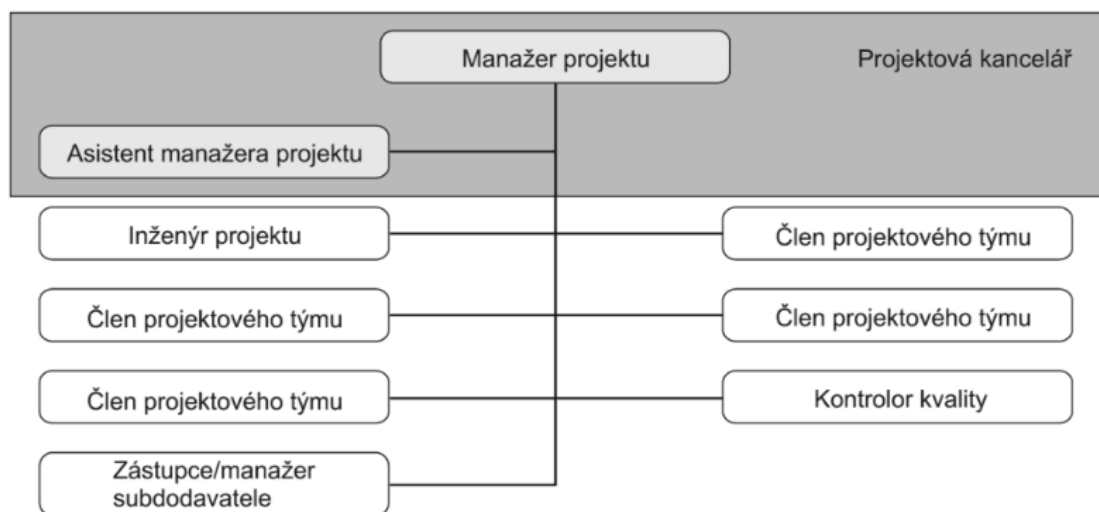 Manažer projektu
Projektová kancelář
Asistent manažera projektu
Inženýr projektu
Člen projektového týmu
Člen projektového týmu
Člen projektového týmu
Člen projektového týmu
Kontrolor kvality
Zástupce/manažer
subdodavatele